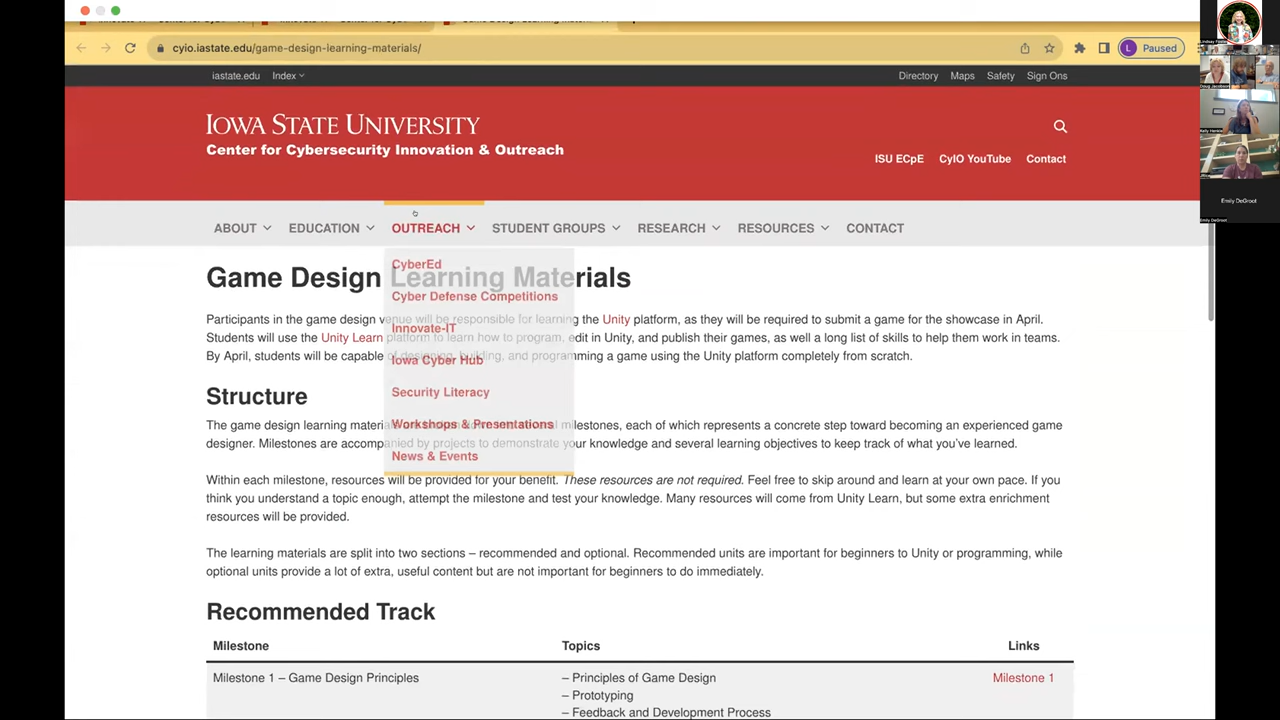 cyio.iastate.edu/game-design-learning-materials/
L Paused
iastate.edu Index
Directory Maps Safety Sign Ons
IOWA STATE UNIVERSITY
Center for Cybersecurity Innovation & Outreach
ISU ECpE CyIO YouTube Contact
ABOUT EDUCATION OUTREACH STUDENT GROUPS RESEARCH RESOURCES CONTACT
CyberEd
Cyber Defense Competitions
Innovate-IT
Iowa Cyber Hub
Security Literacy
Workshops & Presentations
News & Events
Game Design Learning Materials
Participants in the game design venue will be responsible for learning the Unity platform, as they will be required to submit a game for the showcase in April.
Students will use the Unity Learn platform to learn how to program, edit in Unity, and publish their games, as well a long list of skills to help them work in teams.
By April, students will be capable of designing, building, and programming a game using the Unity platform completely from scratch.
Structure
The game design learning materials milestones, each of which represents a concrete step toward becoming an experienced game
designer. Milestones are accompanied by projects to demonstrate your knowledge and several learning objectives to keep track of what you've learned.
Within each milestone, resources will be provided for your benefit. These resources are not required. Feel free to skip around and learn at your own pace. If you
think you understand a topic enough, attempt the milestone and test your knowledge. Many resources will come from Unity Learn, but some extra enrichment
resources will be provided.
The learning materials are split into two sections – recommended and optional. Recommended units are important for beginners to Unity or programming, while
optional units provide a lot of extra, useful content but are not important for beginners to do immediately.
Recommended Track
Milestone Topics Links
Milestone 1 – Game Design Principles – Principles of Game Design Milestone 1
– Prototyping
– Feedback and Development Process
Doug Jacobson
Kelly Henkle
Emily DeGroot
Emily DeGroot